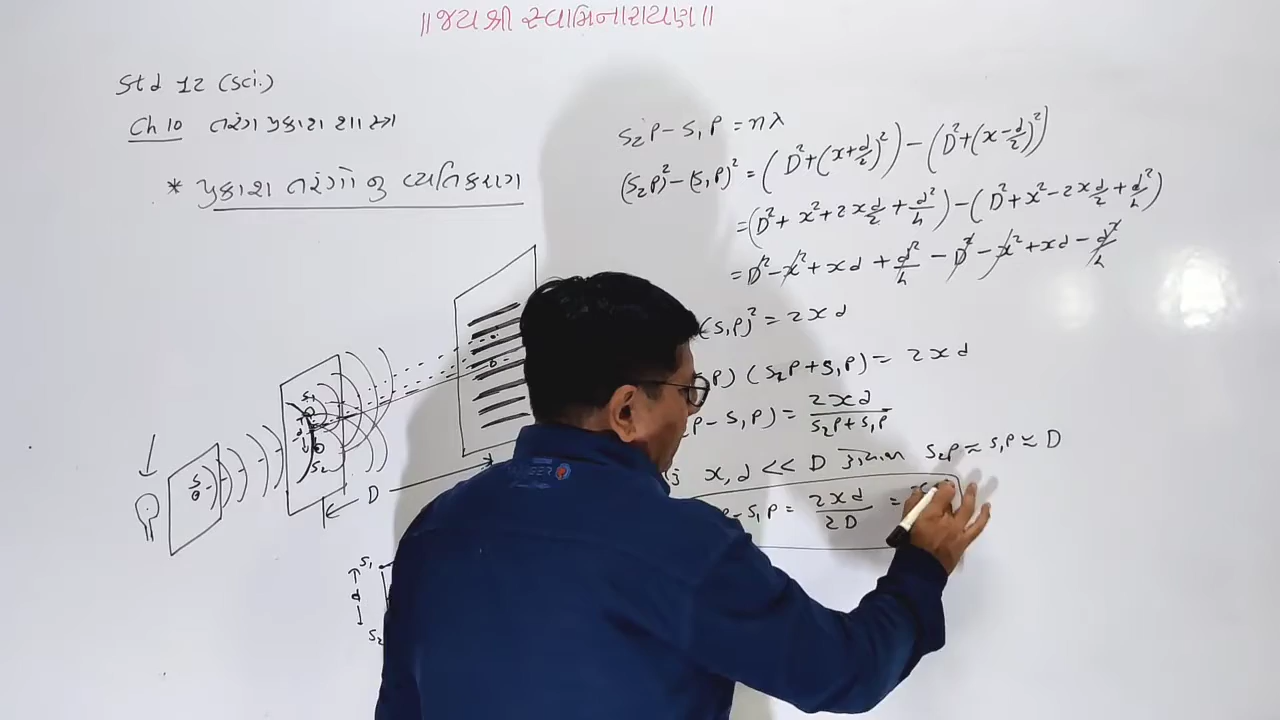 ॥જય શ્રી સ્વામિનારાયણ॥
Std 12 (Sci.)
Ch 10 તરંગ પ્રકાશ શાસ્ત્ર
* પ્રકાશ તરંગોનું વ્યતિકરણ
S₂P - S₁P = nλ
(S₂P)² - (S₁P)² = (D² + (x + d/2)²) - (D² + (x - d/2)²)
= (D² + x² + 2x d/2 + d²/4) - (D² + x² - 2x d/2 + d²/4)
= D² - x² + xd + d²/4 - D² - x² + xd - d²/4
(S₁P)² = 2xd
P) (S₂P + S₁P) = 2xd
P - S₁P) = 2xd / S₂P + S₁P
x, d << D S₂P ≈ S₁P ≈ D
P - S₁P = 2xd / 2D =
S
S₁
d
S₂
O
D
S₁
d
S₂